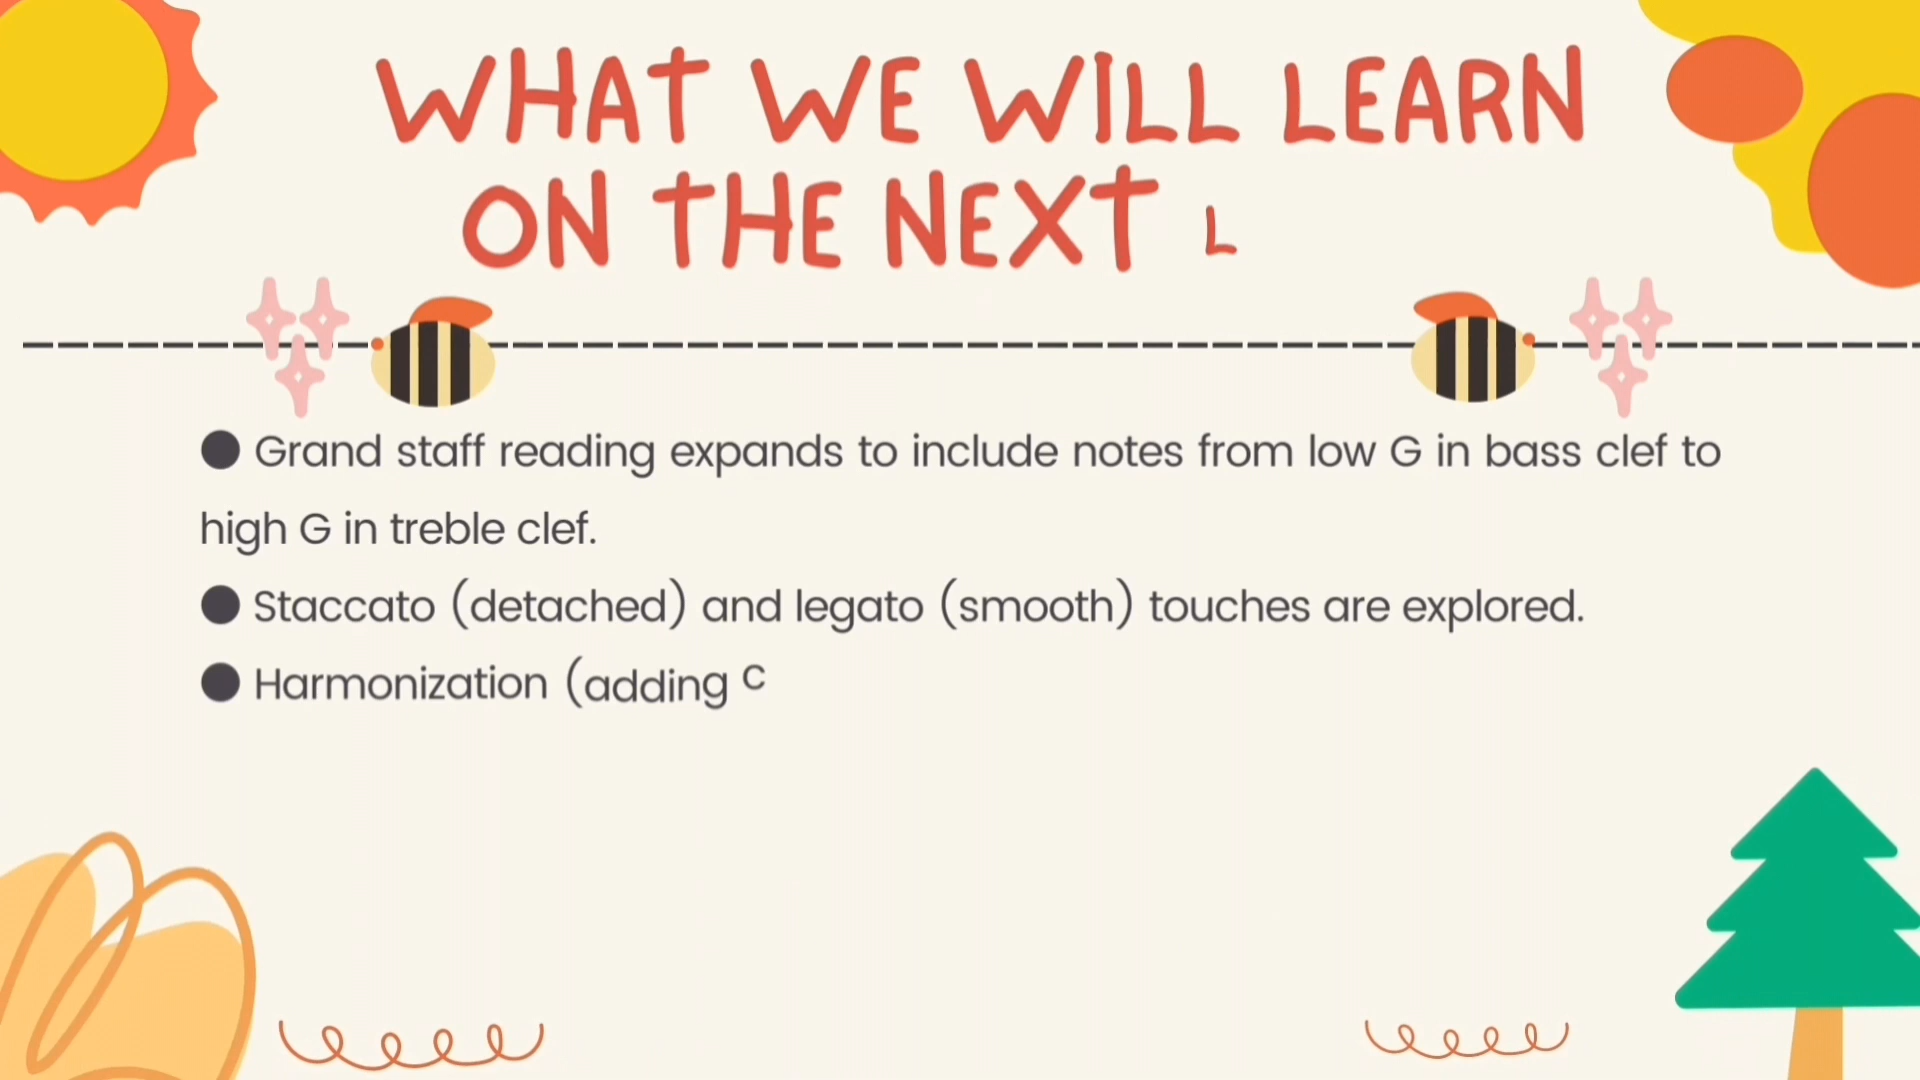 WHAT WE WILL LEARN
ON THE NEXT L
● Grand staff reading expands to include notes from low G in bass clef to
high G in treble clef.
● Staccato (detached) and legato (smooth) touches are explored.
● Harmonization (adding c